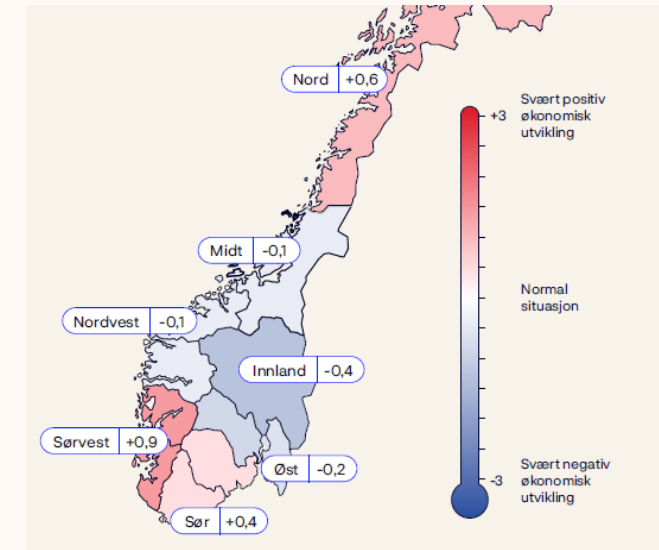 Nord +0,6
+3
Svært positiv
økonomisk
utvikling
Midt -0,1
Normal
situasjon
Nordvest -0,1
Innland -0,4
Sørvest +0,9
Øst -0,2
-3
Svært negativ
økonomisk
utvikling
Sør +0,4